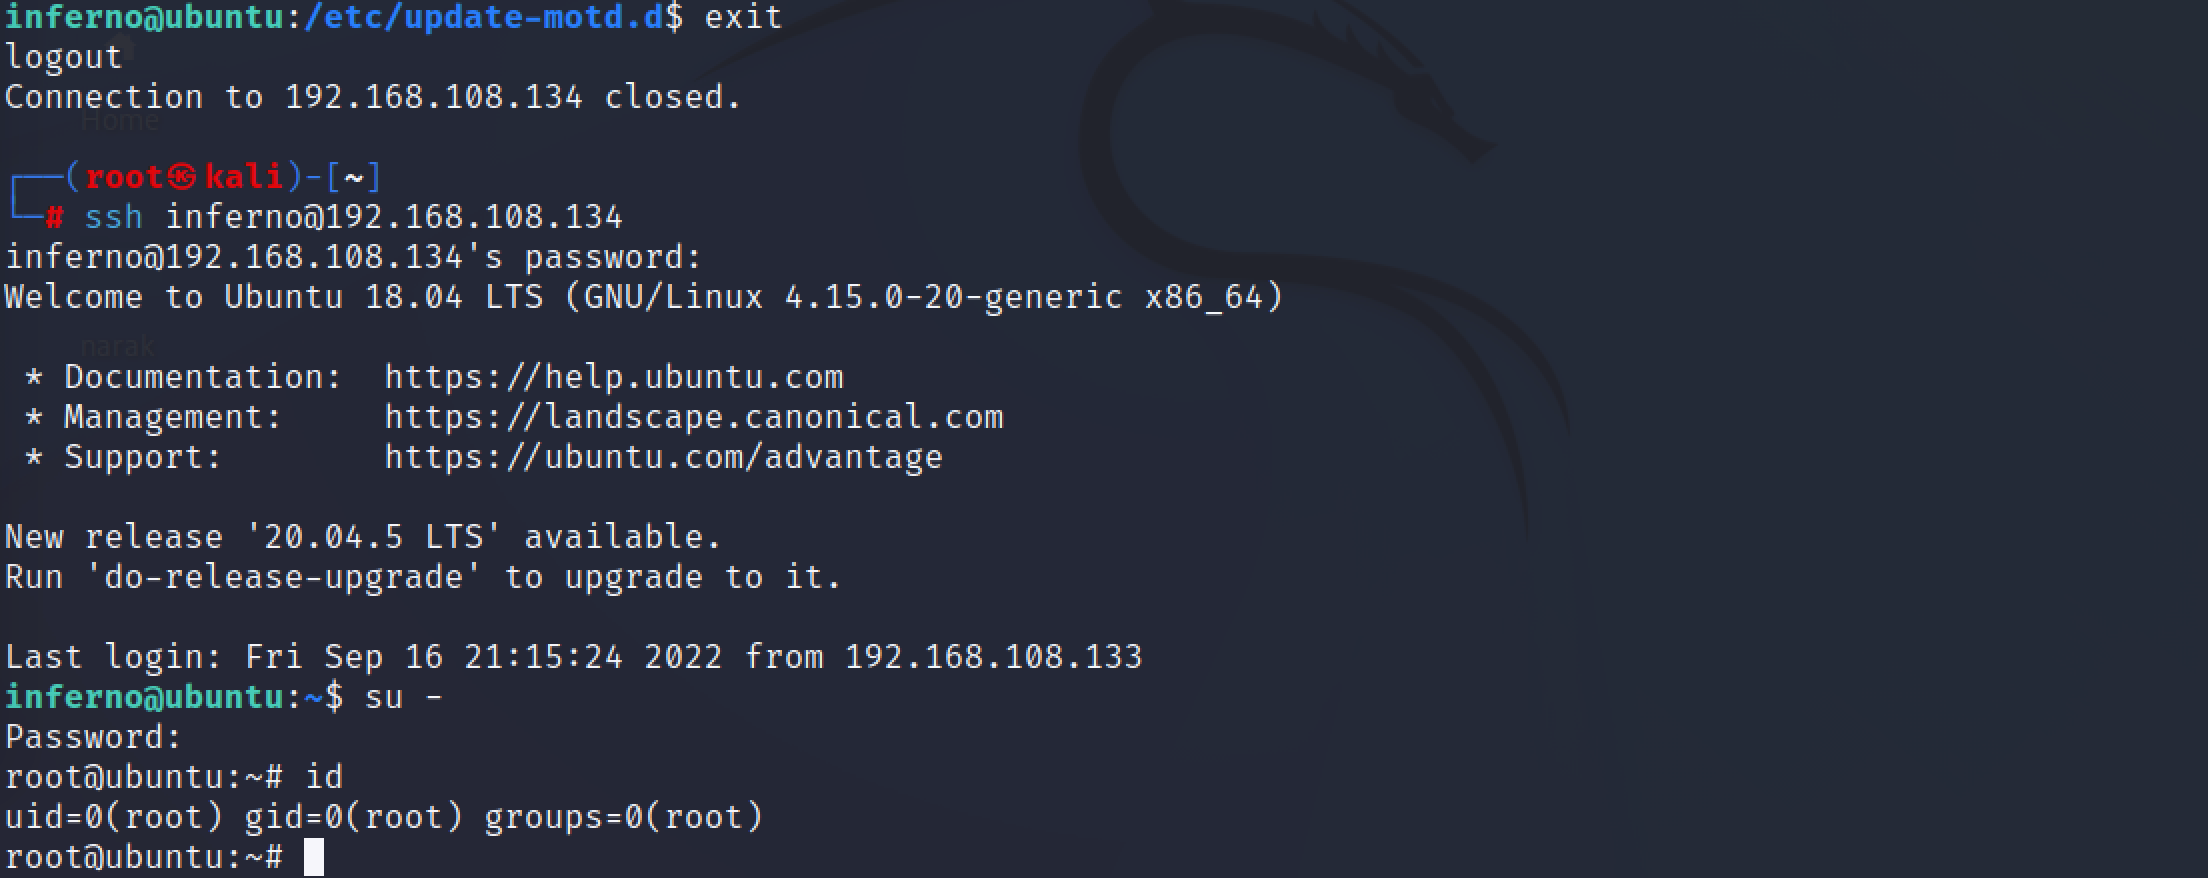 inferno@ubuntu:/etc/update-motd.d$ exit
logout
Connection to 192.168.108.134 closed.
Home
┌──(root㉿kali)-[~]
└─# ssh inferno@192.168.108.134
inferno@192.168.108.134's password:
Welcome to Ubuntu 18.04 LTS (GNU/Linux 4.15.0-20-generic x86_64)
narak
 * Documentation:  https://help.ubuntu.com
 * Management:     https://landscape.canonical.com
 * Support:        https://ubuntu.com/advantage
New release '20.04.5 LTS' available.
Run 'do-release-upgrade' to upgrade to it.
Last login: Fri Sep 16 21:15:24 2022 from 192.168.108.133
inferno@ubuntu:~$ su -
Password:
root@ubuntu:~# id
uid=0(root) gid=0(root) groups=0(root)
root@ubuntu:~#